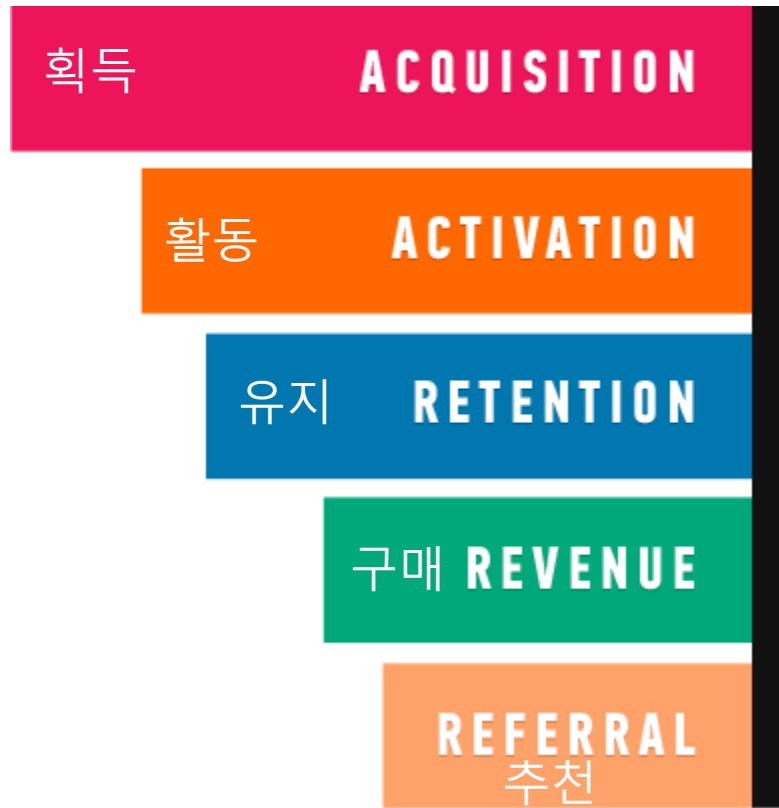 획득 ACQUISITION
활동 ACTIVATION
유지 RETENTION
구매 REVENUE
REFERRAL
추천